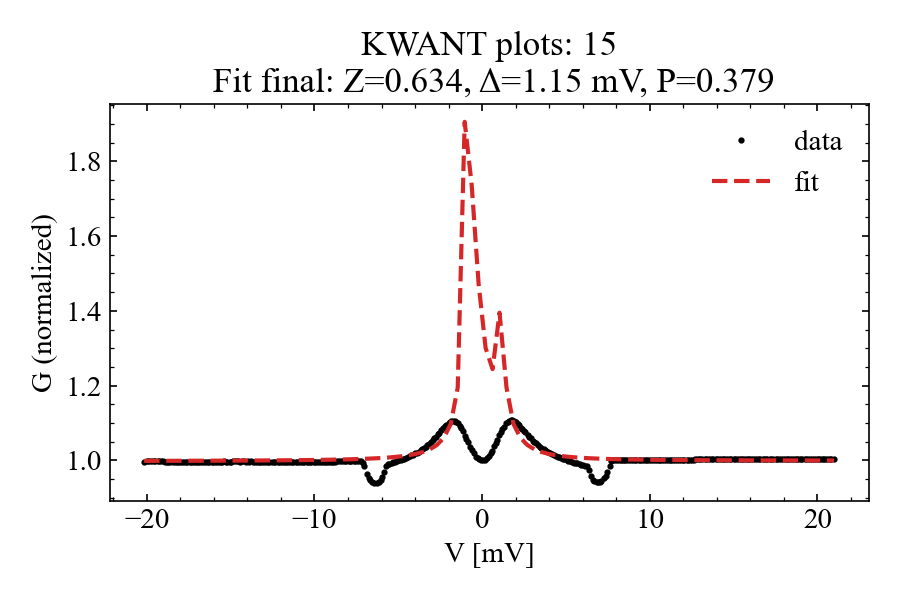 KWANT plots: 15
Fit final: Z=0.634, Δ=1.15 mV, P=0.379
data
fit
G (normalized)
1.8
1.6
1.4
1.2
1.0
−20
−10
0
10
20
V [mV]